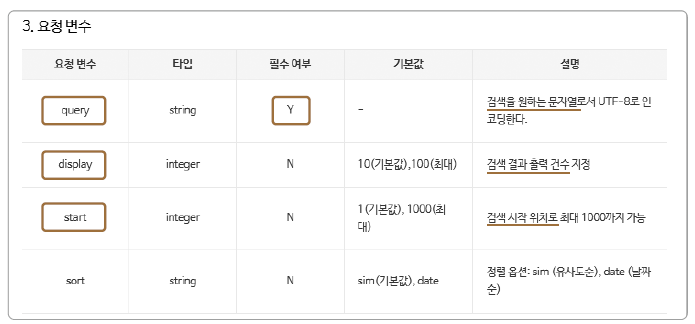 3. 요청 변수
요청 변수 타입 필수 여부 기본값 설명
query string Y - 검색을 원하는 문자열로서 UTF-8로 인
코딩한다.
display integer N 10(기본값),100(최대) 검색 결과 출력 건수 지정
start integer N 1(기본값), 1000(최
대) 검색 시작 위치로 최대 1000까지 가능
sort string N sim(기본값), date 정렬 옵션: sim (유사도순), date (날짜
순)